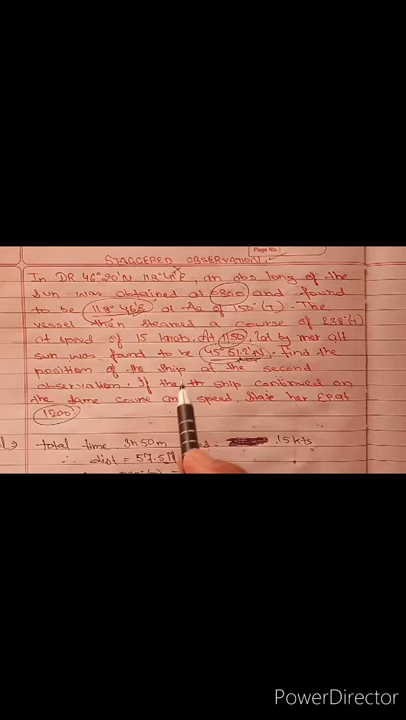 Page No.:
STAGGERED OBSERVATION.
In DR 46°20'N 119°41'E, an obs long of the
sun was obtained at 0800 and found
to be 119° 46'E at Az of 150°(T). The
vessel then steamed a course of 238°(T)
at speed of 15 knots. At 1150, lat by mer alt
sun was found to be 45°51.2'N. Find the
position of the ship at the second
observation. If the ship continued on
the same course and speed, state her EP at
1200.
total time 3h 50m 15 kts
∴ dist = 57.5
PowerDirector